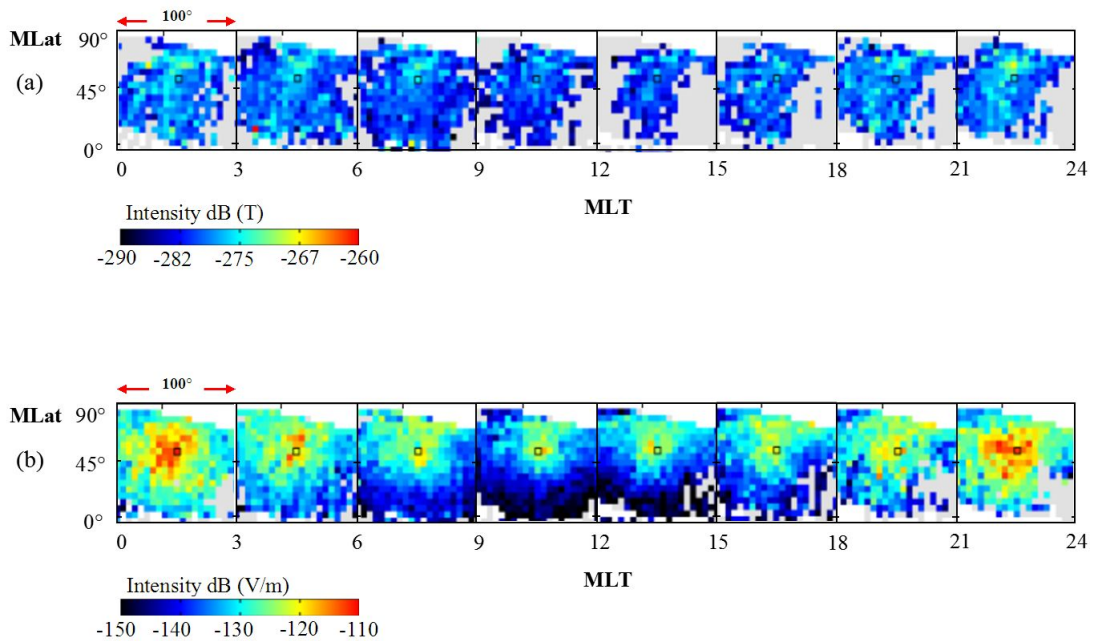 100°
MLat 90°
(a) 45°
0°
0 3 6 9 12 15 18 21 24
MLT
Intensity dB (T)
-290 -282 -275 -267 -260
100°
MLat 90°
(b) 45°
0°
0 3 6 9 12 15 18 21 24
MLT
Intensity dB (V/m)
-150 -140 -130 -120 -110